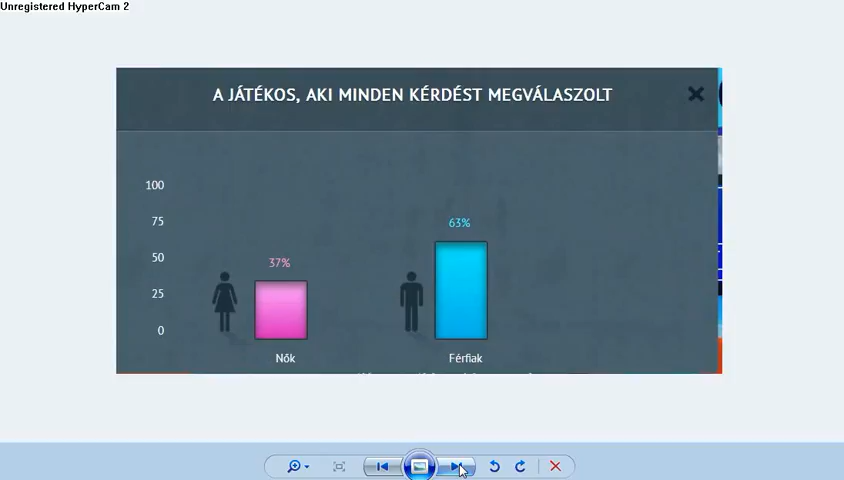 Unregistered HyperCam 2
A JÁTÉKOS, AKI MINDEN KÉRDÉST MEGVÁLASZOLT
100
75
50
25
0
37%
63%
Nők
Férfiak